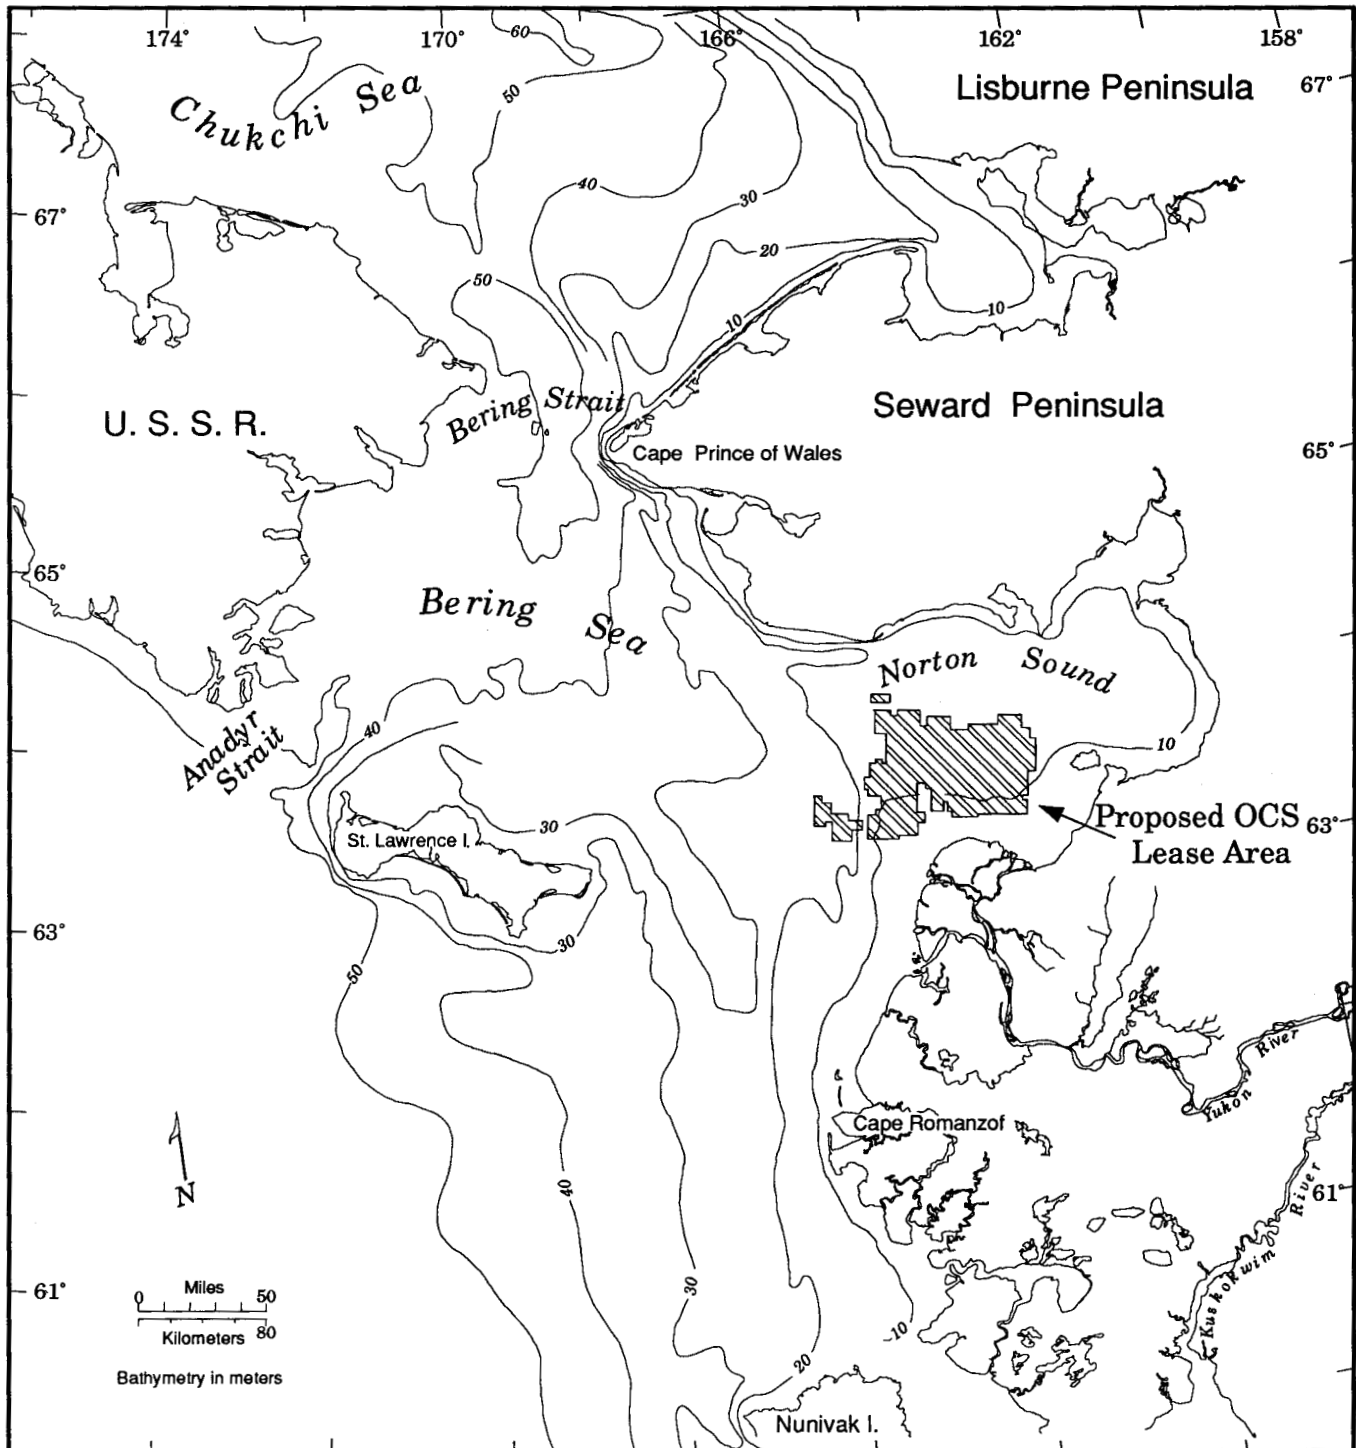 174°
170°
166°
162°
158°
60
50
Chukchi Sea
Lisburne Peninsula
67°
40
30
67°
20
50
10
10
Bering Strait
U. S. S. R.
Seward Peninsula
Cape Prince of Wales
65°
65°
Bering Sea
Norton Sound
Anadyr
Strait
40
10
30
St. Lawrence I.
Proposed OCS
Lease Area
63°
63°
30
50
River
Yukon
Cape Romanzof
N
40
61°
River
Kuskokwim
61°
30
Miles
0 50
Kilometers 80
10
20
Bathymetry in meters
Nunivak I.